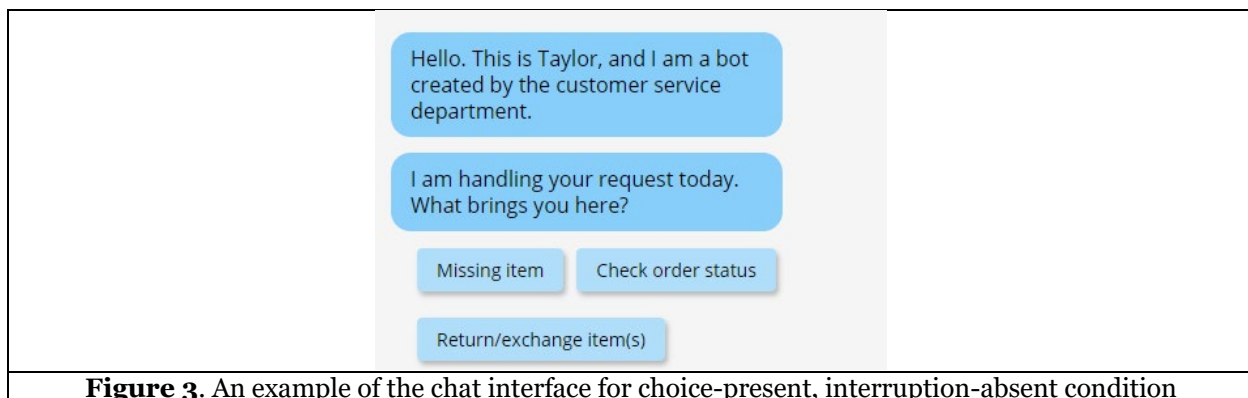 Hello. This is Taylor, and I am a bot
created by the customer service
department.
I am handling your request today.
What brings you here?
Missing item
Check order status
Return/exchange item(s)
Figure 3. An example of the chat interface for choice-present, interruption-absent condition